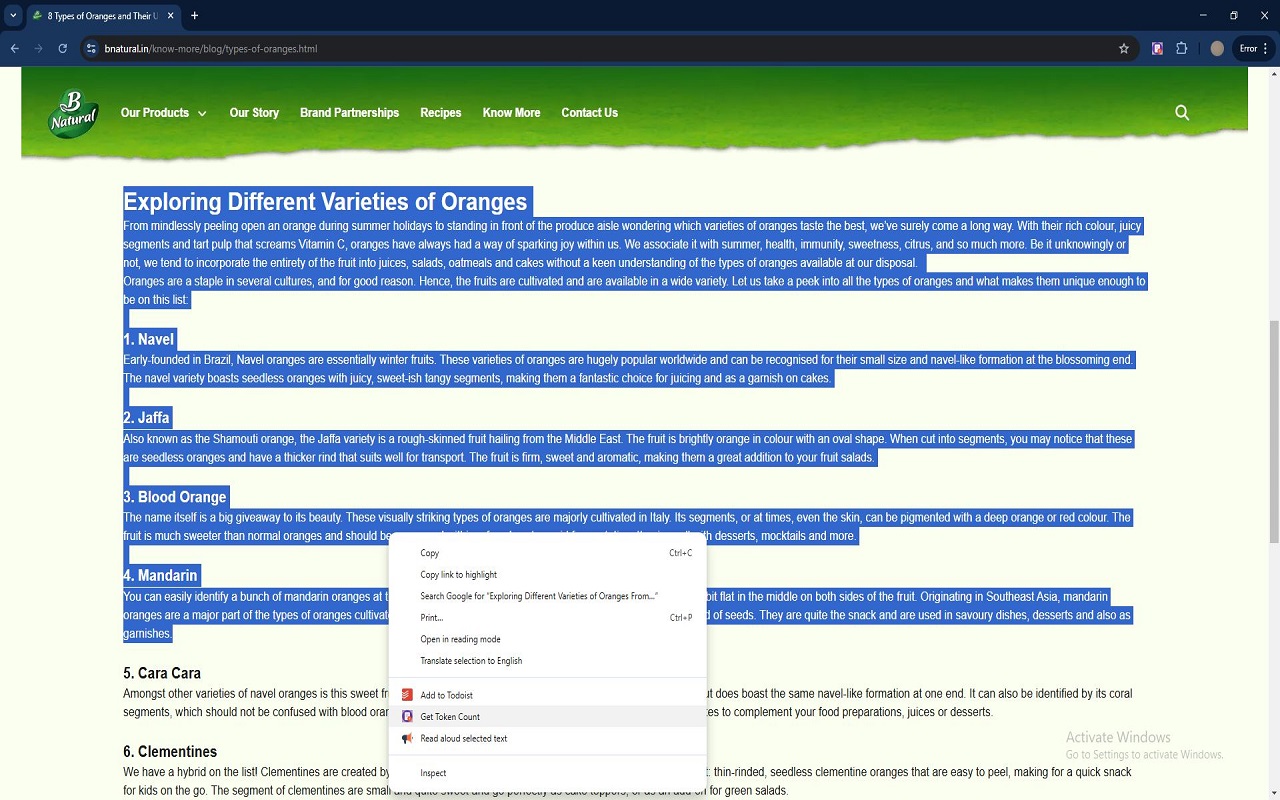 8 Types of Oranges and Their U
bnatural.in/know-more/blog/types-of-oranges.html
Error
B Natural
Our Products
Our Story
Brand Partnerships
Recipes
Know More
Contact Us
Exploring Different Varieties of Oranges
From mindlessly peeling open an orange during summer holidays to standing in front of the produce aisle wondering which varieties of oranges taste the best, we've surely come a long way. With their rich colour, juicy
segments and tart pulp that screams Vitamin C, oranges have always had a way of sparking joy within us. We associate it with summer, health, immunity, sweetness, citrus, and so much more. Be it unknowingly or
not, we tend to incorporate the entirety of the fruit into juices, salads, oatmeals and cakes without a keen understanding of the types of oranges available at our disposal.
Oranges are a staple in several cultures, and for good reason. Hence, the fruits are cultivated and are available in a wide variety. Let us take a peek into all the types of oranges and what makes them unique enough to
be on this list:
1. Navel
Early-founded in Brazil, Navel oranges are essentially winter fruits. These varieties of oranges are hugely popular worldwide and can be recognised for their small size and navel-like formation at the blossoming end.
The navel variety boasts seedless oranges with juicy, sweet-ish tangy segments, making them a fantastic choice for juicing and as a garnish on cakes.
2. Jaffa
Also known as the Shamouti orange, the Jaffa variety is a rough-skinned fruit hailing from the Middle East. The fruit is brightly orange in colour with an oval shape. When cut into segments, you may notice that these
are seedless oranges and have a thicker rind that suits well for transport. The fruit is firm, sweet and aromatic, making them a great addition to your fruit salads.
3. Blood Orange
The name itself is a big giveaway to its beauty. These visually striking types of oranges are majorly cultivated in Italy. Its segments, or at times, even the skin, can be pigmented with a deep orange or red colour. The
fruit is much sweeter than normal oranges and should be desserts, mocktails and more.
4. Mandarin
You can easily identify a bunch of mandarin oranges at t bit flat in the middle on both sides of the fruit. Originating in Southeast Asia, mandarin
oranges are a major part of the types of oranges cultivate d of seeds. They are quite the snack and are used in savoury dishes, desserts and also as
garnishes.
Copy Ctrl+C
Copy link to highlight
Search Google for "Exploring Different Varieties of Oranges From..."
Print... Ctrl+P
Open in reading mode
Translate selection to English
Add to Todoist
Get Token Count
Read aloud selected text
Inspect
5. Cara Cara
Amongst other varieties of navel oranges is this sweet fr ut does boast the same navel-like formation at one end. It can also be identified by its coral
segments, which should not be confused with blood oran tes to complement your food preparations, juices or desserts.
6. Clementines
We have a hybrid on the list! Clementines are created by t: thin-rinded, seedless clementine oranges that are easy to peel, making for a quick snack
for kids on the go. The segment of clementines are small and quite sweet and go perfectly as cake toppers, or as an add on for green salads.
Activate Windows
Go to Settings to activate Windows.